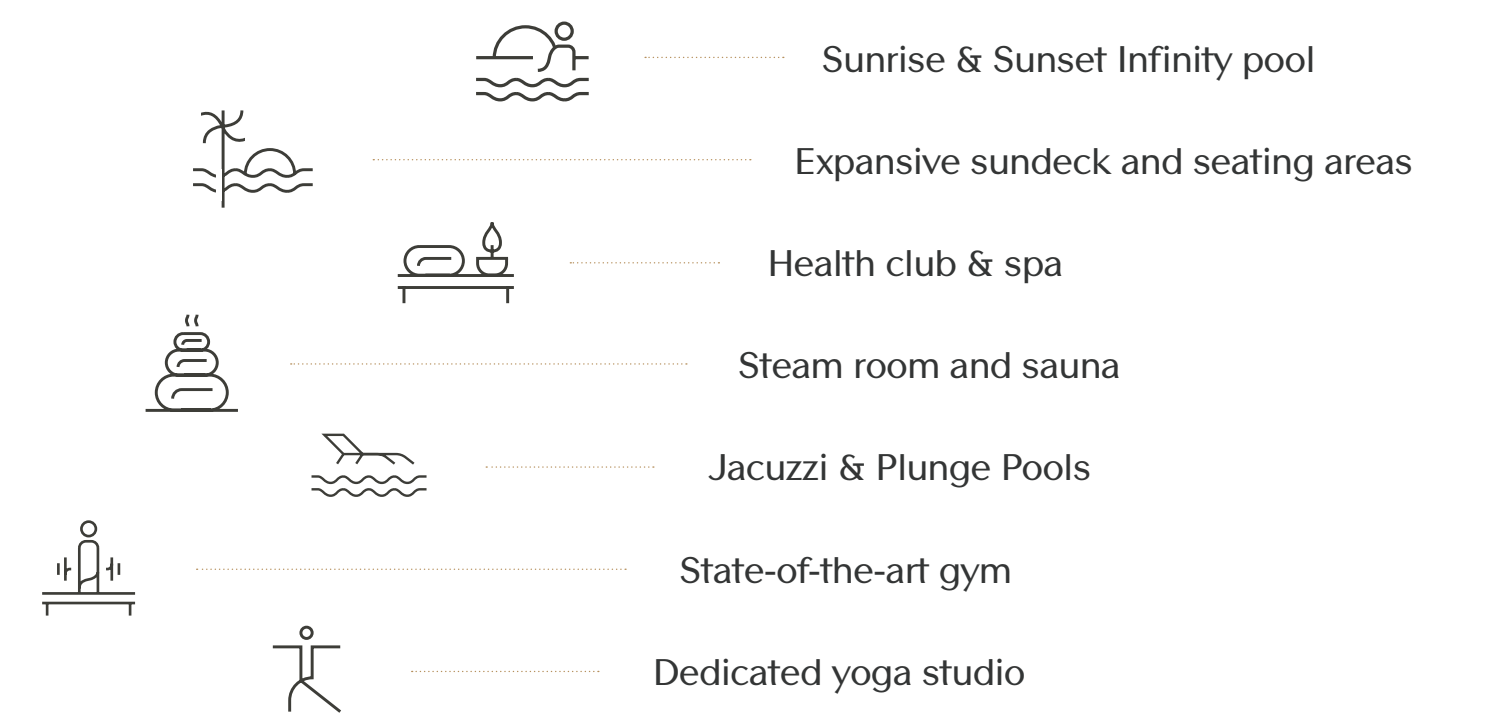 Sunrise & Sunset Infinity pool
Expansive sundeck and seating areas
Health club & spa
Steam room and sauna
Jacuzzi & Plunge Pools
State-of-the-art gym
Dedicated yoga studio